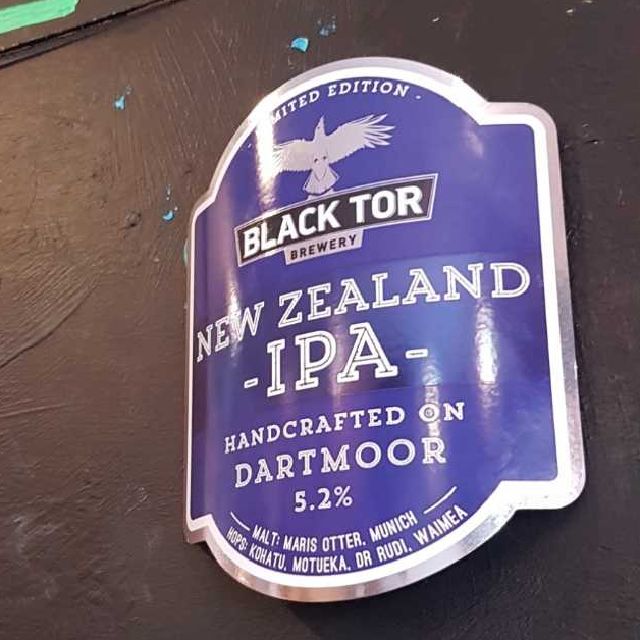 LIMITED EDITION -
BLACK TOR
BREWERY
NEW ZEALAND
-IPA-
HANDCRAFTED ON
DARTMOOR
5.2%
MALT: MARIS OTTER, MUNICH
HOPS: KOHATU, MOTUEKA, DR RUDI, WAIMEA